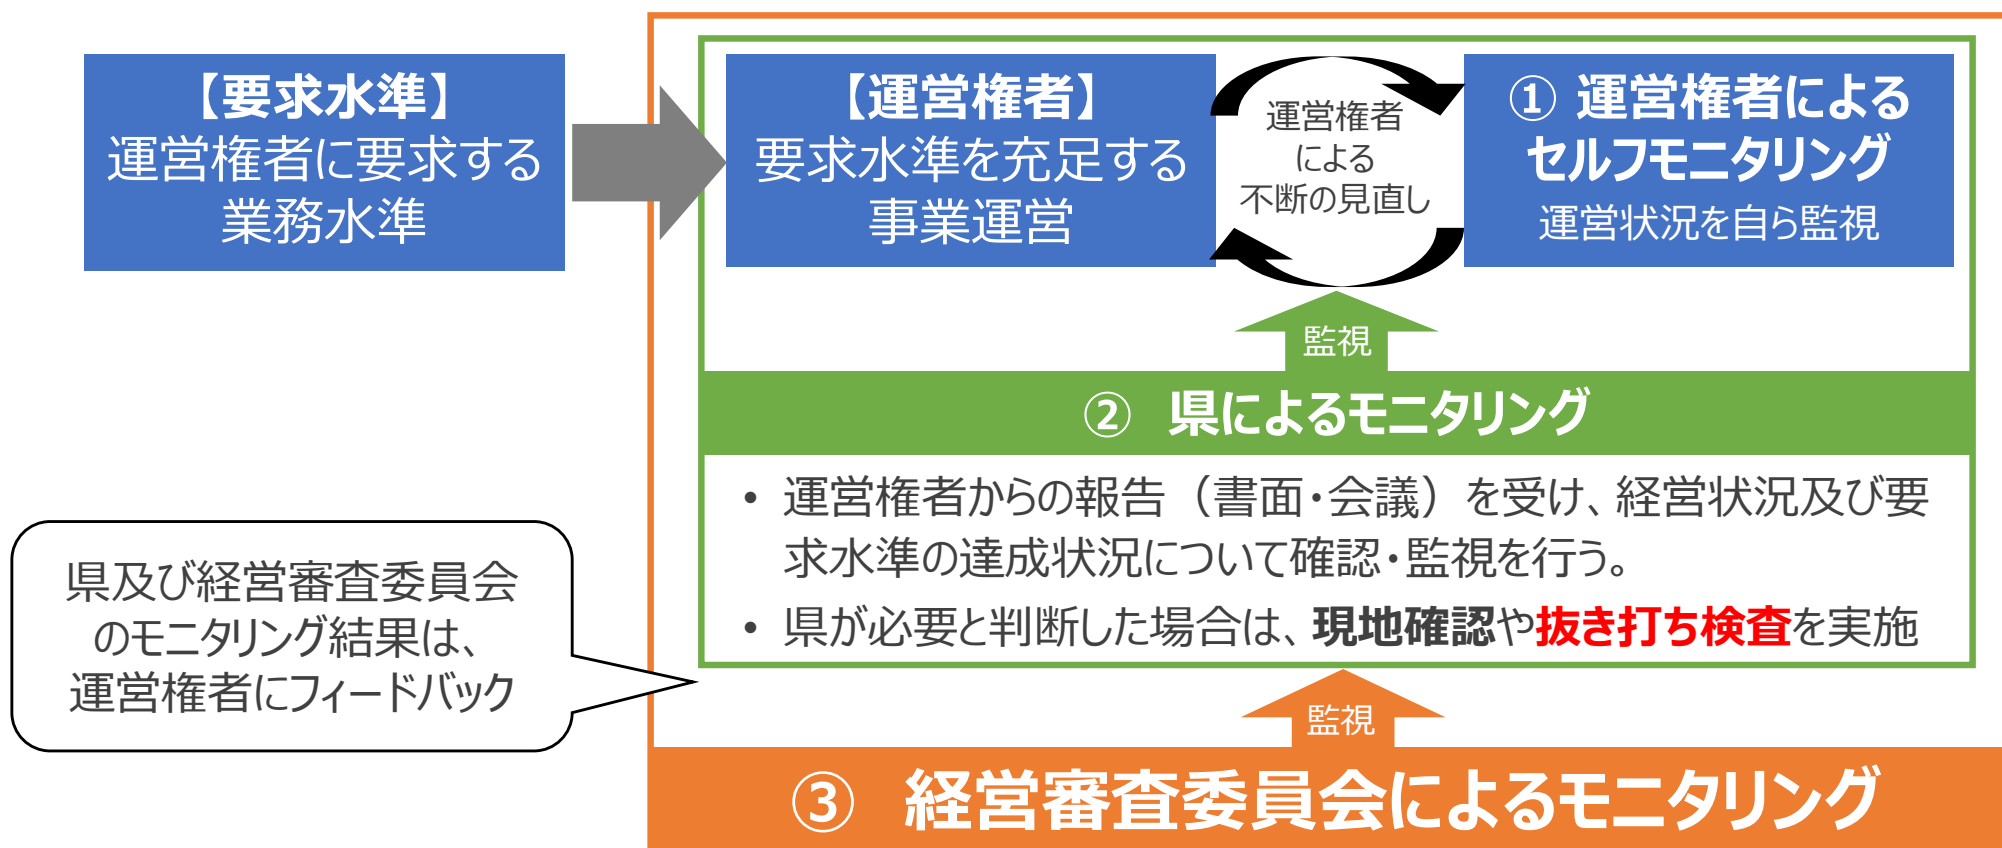 【要求水準】
運営権者に要求する
業務水準
【運営権者】
要求水準を充足する
事業運営
運営権者
による
不断の見直し
① 運営権者による
セルフモニタリング
運営状況を自ら監視
監視
② 県によるモニタリング
• 運営権者からの報告（書面・会議）を受け、経営状況及び要
求水準の達成状況について確認・監視を行う。
• 県が必要と判断した場合は、現地確認や抜き打ち検査を実施
県及び経営審査委員会
のモニタリング結果は、
運営権者にフィードバック
監視
③ 経営審査委員会によるモニタリング